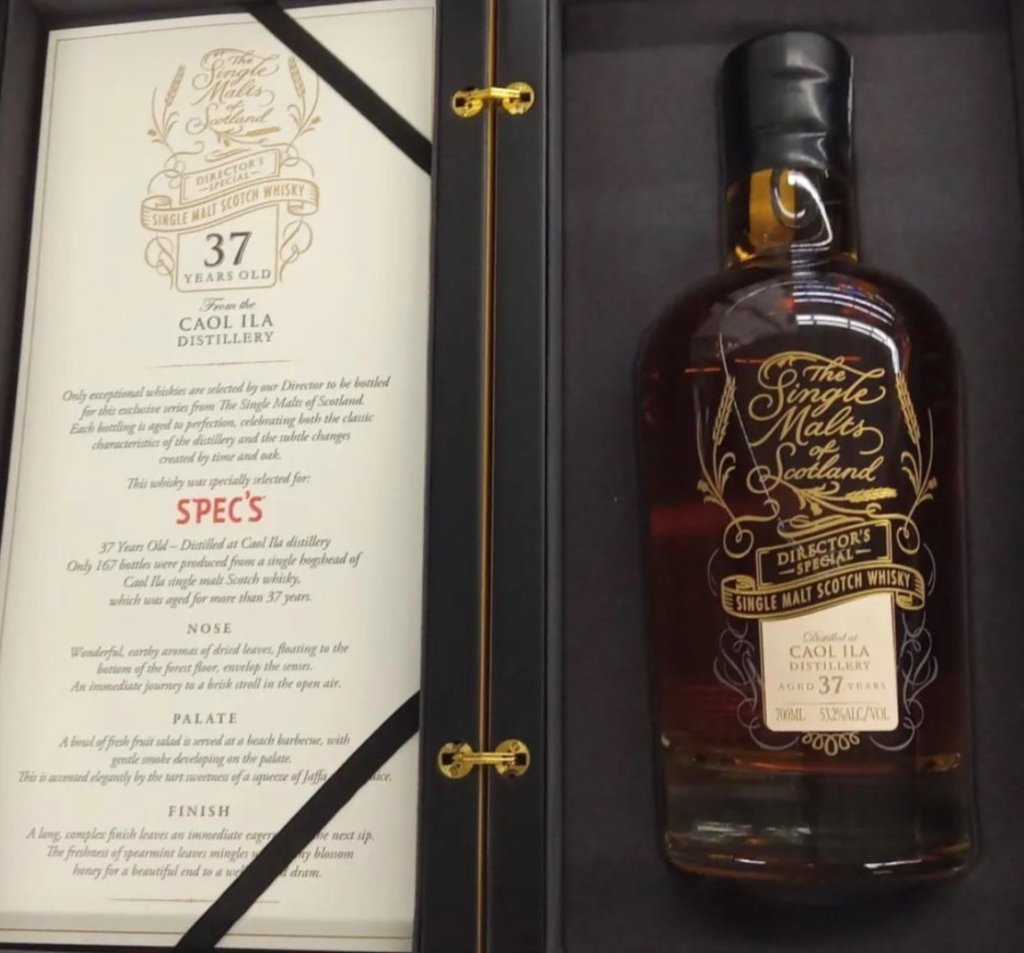 The
Single
Malts
of
Scotland
DIRECTOR'S
SPECIAL
SINGLE MALT SCOTCH WHISKY
37
YEARS OLD
From the
CAOL ILA
DISTILLERY
Only exceptional whiskies are selected by our Director to be bottled
for this exclusive series from The Single Malts of Scotland.
Each bottling is aged to perfection, celebrating both the classic
characteristics of the distillery and the subtle changes
created by time and oak.
This whisky was specially selected for:
SPEC'S
37 Years Old – Distilled at Caol Ila distillery
Only 167 bottles were produced from a single hogshead of
Caol Ila single malt Scotch whisky,
which was aged for more than 37 years.
NOSE
Wonderful, earthy aromas of dried leaves, floating to the
bottom of the forest floor, envelop the senses.
An immediate journey to a brisk stroll in the open air.
PALATE
A bowl of fresh fruit salad is served at a beach barbecue, with
gentle smoke developing on the palate.
This is accented elegantly by the tart sweetness of a squeeze of Jaffa
FINISH
A long, complex finish leaves an immediate next sip.
The freshness of spearmint leaves mingles blossom
honey for a beautiful end to a dram.
The
Single
Malts
of
Scotland
DIRECTOR'S
SPECIAL
SINGLE MALT SCOTCH WHISKY
Distilled at
CAOL ILA
DISTILLERY
AGED 37 YEARS
700ML 53.2%ALC/VOL